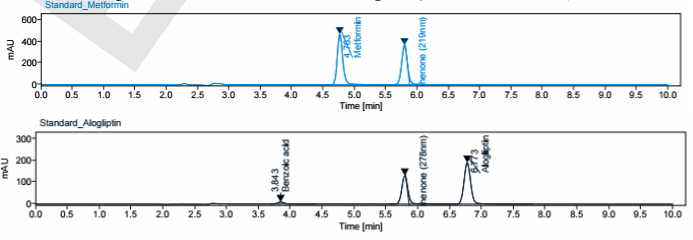 Standard_Metformin
mAU
600
400
200
0
4.763
Metformin
henone (219nm)
0.0 0.5 1.0 1.5 2.0 2.5 3.0 3.5 4.0 4.5 5.0 5.5 6.0 6.5 7.0 7.5 8.0 8.5 9.0 9.5 10.0
Time [min]
Standard_Alogliptin
mAU
300
200
100
0
3.843
Benzoic acid
henone (278nm)
6.773
Alogliptin
0.0 0.5 1.0 1.5 2.0 2.5 3.0 3.5 4.0 4.5 5.0 5.5 6.0 6.5 7.0 7.5 8.0 8.5 9.0 9.5 10.0
Time [min]